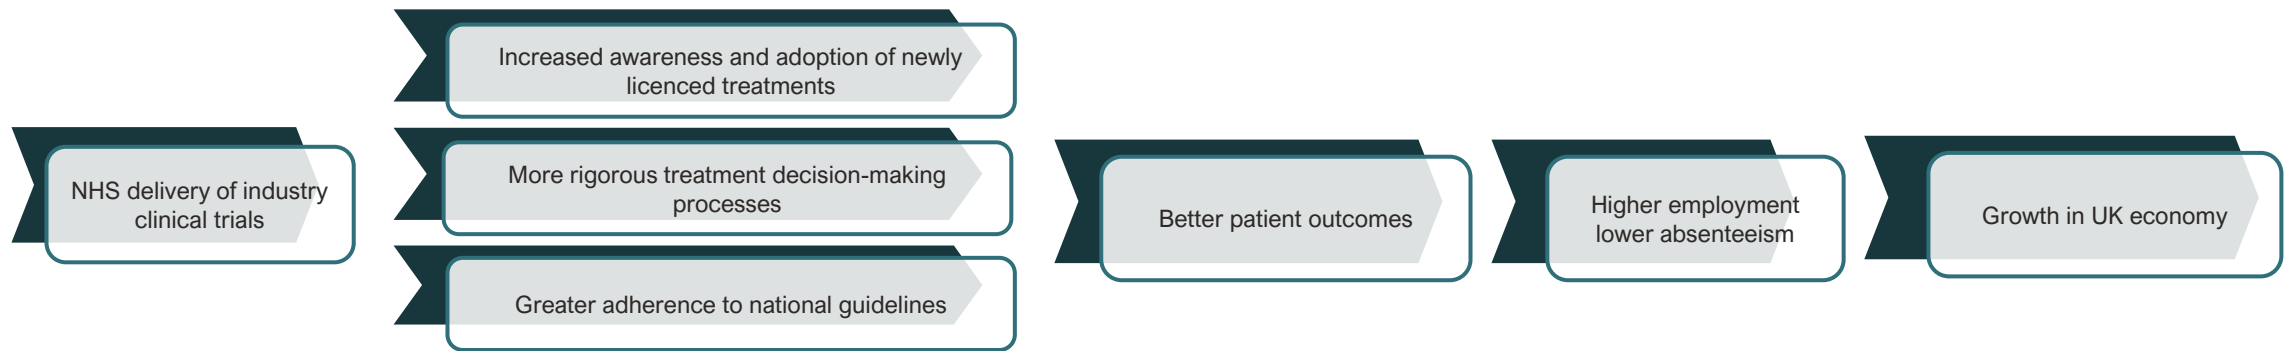 NHS delivery of industry
clinical trials
Increased awareness and adoption of newly
licenced treatments
More rigorous treatment decision-making
processes
Greater adherence to national guidelines
Better patient outcomes
Higher employment
lower absenteeism
Growth in UK economy